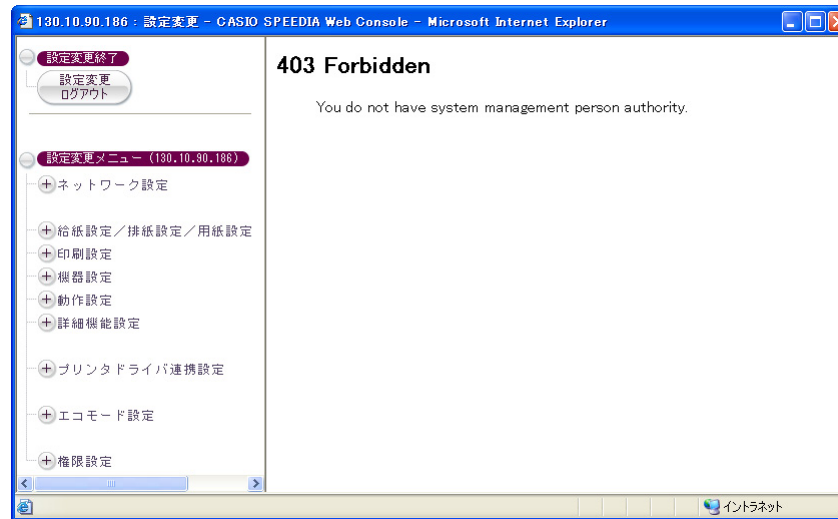 130.10.90.186 : 設定変更 - CASIO SPEEDIA Web Console - Microsoft Internet Explorer
設定変更終了
設定変更
ログアウト
設定変更メニュー (130.10.90.186)
ネットワーク設定
給紙設定/排紙設定/用紙設定
印刷設定
機器設定
動作設定
詳細機能設定
プリンタドライバ連携設定
エコモード設定
権限設定
403 Forbidden
You do not have system management person authority.
イントラネット